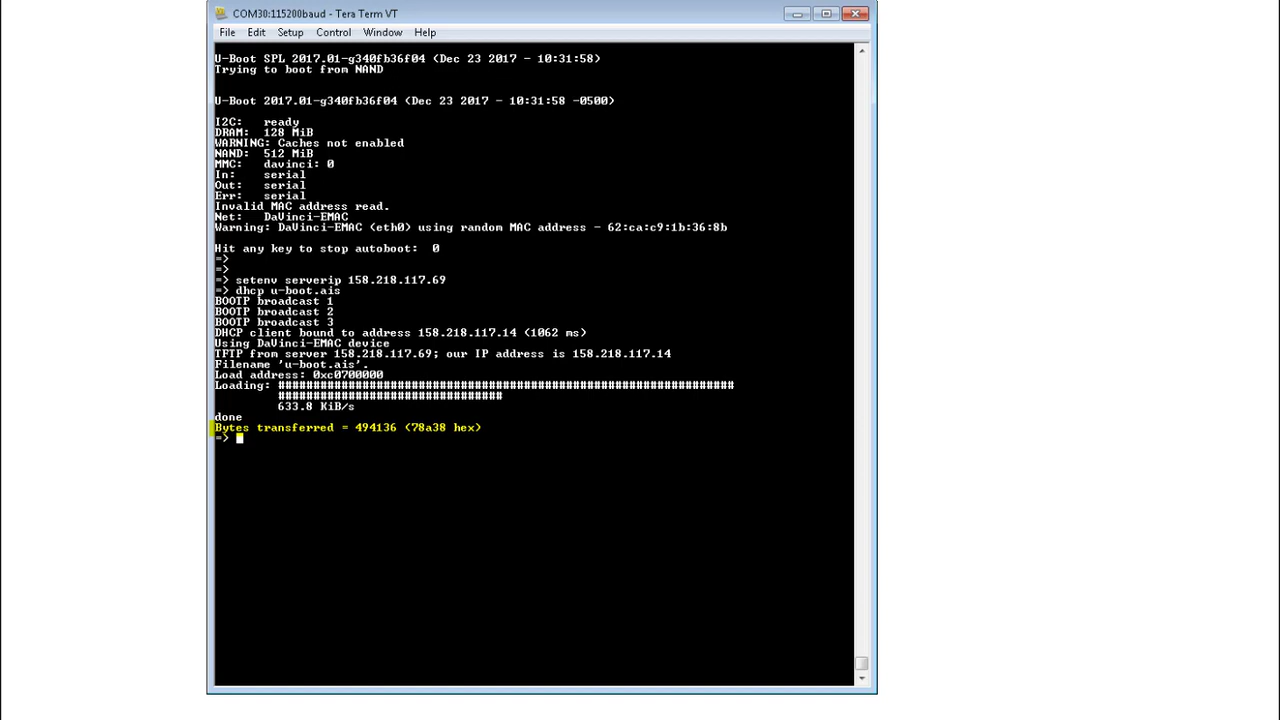 COM30:115200baud - Tera Term VT
File Edit Setup Control Window Help
U-Boot SPL 2017.01-g340fb36f04 (Dec 23 2017 - 10:31:58)
Trying to boot from NAND
U-Boot 2017.01-g340fb36f04 (Dec 23 2017 - 10:31:58 -0500)
I2C:   ready
DRAM:  128 MiB
WARNING: Caches not enabled
NAND:  512 MiB
MMC:   davinci: 0
In:    serial
Out:   serial
Err:   serial
Invalid MAC address read.
Net:   DaVinci-EMAC
Warning: DaVinci-EMAC (eth0) using random MAC address - 62:ca:c9:1b:36:8b
Hit any key to stop autoboot:  0
=>
=>
=> setenv serverip 158.218.117.69
=> dhcp u-boot.ais
BOOTP broadcast 1
BOOTP broadcast 2
BOOTP broadcast 3
DHCP client bound to address 158.218.117.14 (1062 ms)
Using DaVinci-EMAC device
TFTP from server 158.218.117.69; our IP address is 158.218.117.14
Filename 'u-boot.ais'.
Load address: 0xc0700000
Loading: #################################################################
################################
633.8 KiB/s
done
Bytes transferred = 494136 (78a38 hex)
=>